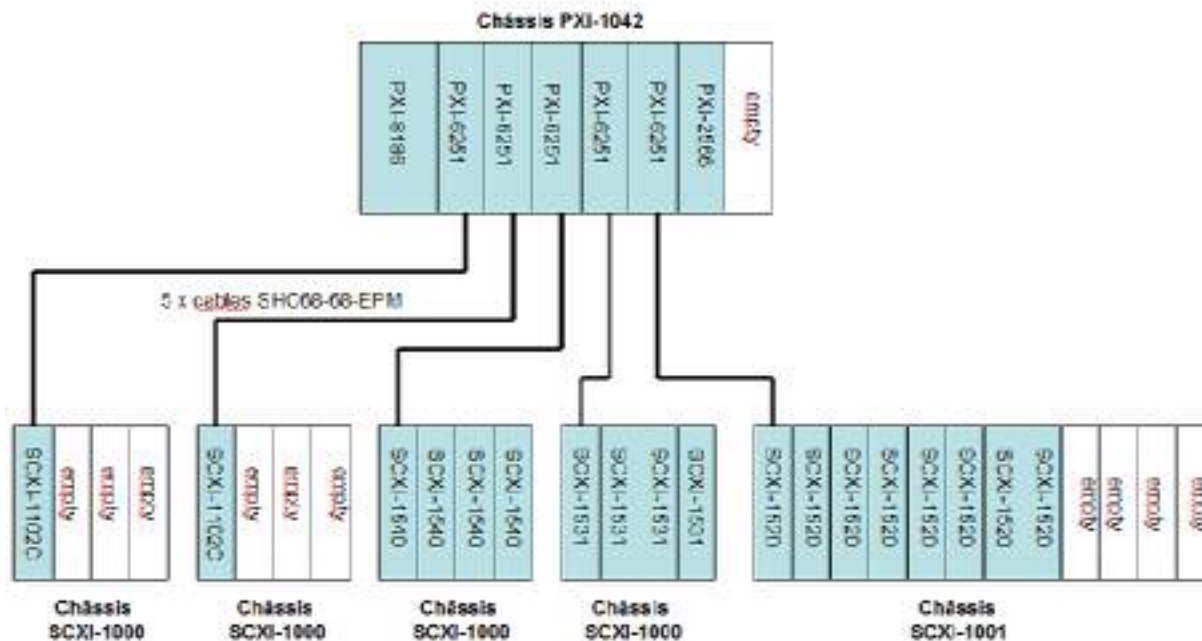 Châssis PXI-1042
PXI-8186
PXI-6251
PXI-6251
PXI-6251
PXI-6251
PXI-6251
PXI-2566
empty
5 x cables SHC68-68-EPM
SCXI-1102C
empty
empty
empty
SCXI-1102C
empty
empty
empty
SCXI-1540
SCXI-1540
SCXI-1540
SCXI-1540
SCXI-1531
SCXI-1531
SCXI-1531
SCXI-1531
SCXI-1520
SCXI-1520
SCXI-1520
SCXI-1520
SCXI-1520
SCXI-1520
SCXI-1520
SCXI-1520
empty
empty
empty
empty
Châssis
SCXI-1000
Châssis
SCXI-1000
Châssis
SCXI-1000
Châssis
SCXI-1000
Châssis
SCXI-1001